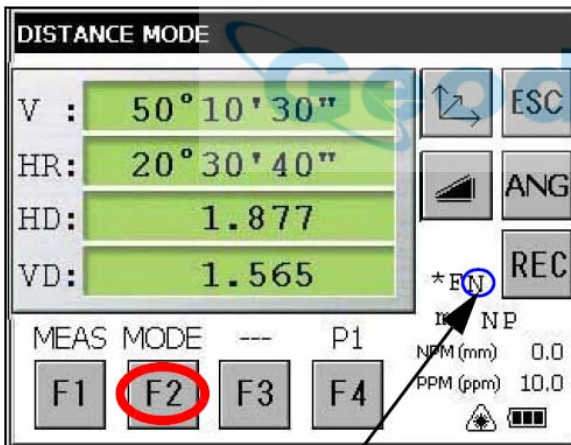 DISTANCE MODE
Geod
V : 50°10'30"
HR: 20°30'40"
HD: 1.877
VD: 1.565
ESC
ANG
REC
*FN
m NP
NPM (mm) 0.0
PPM (ppm) 10.0
MEAS MODE --- P1
F1 F2 F3 F4